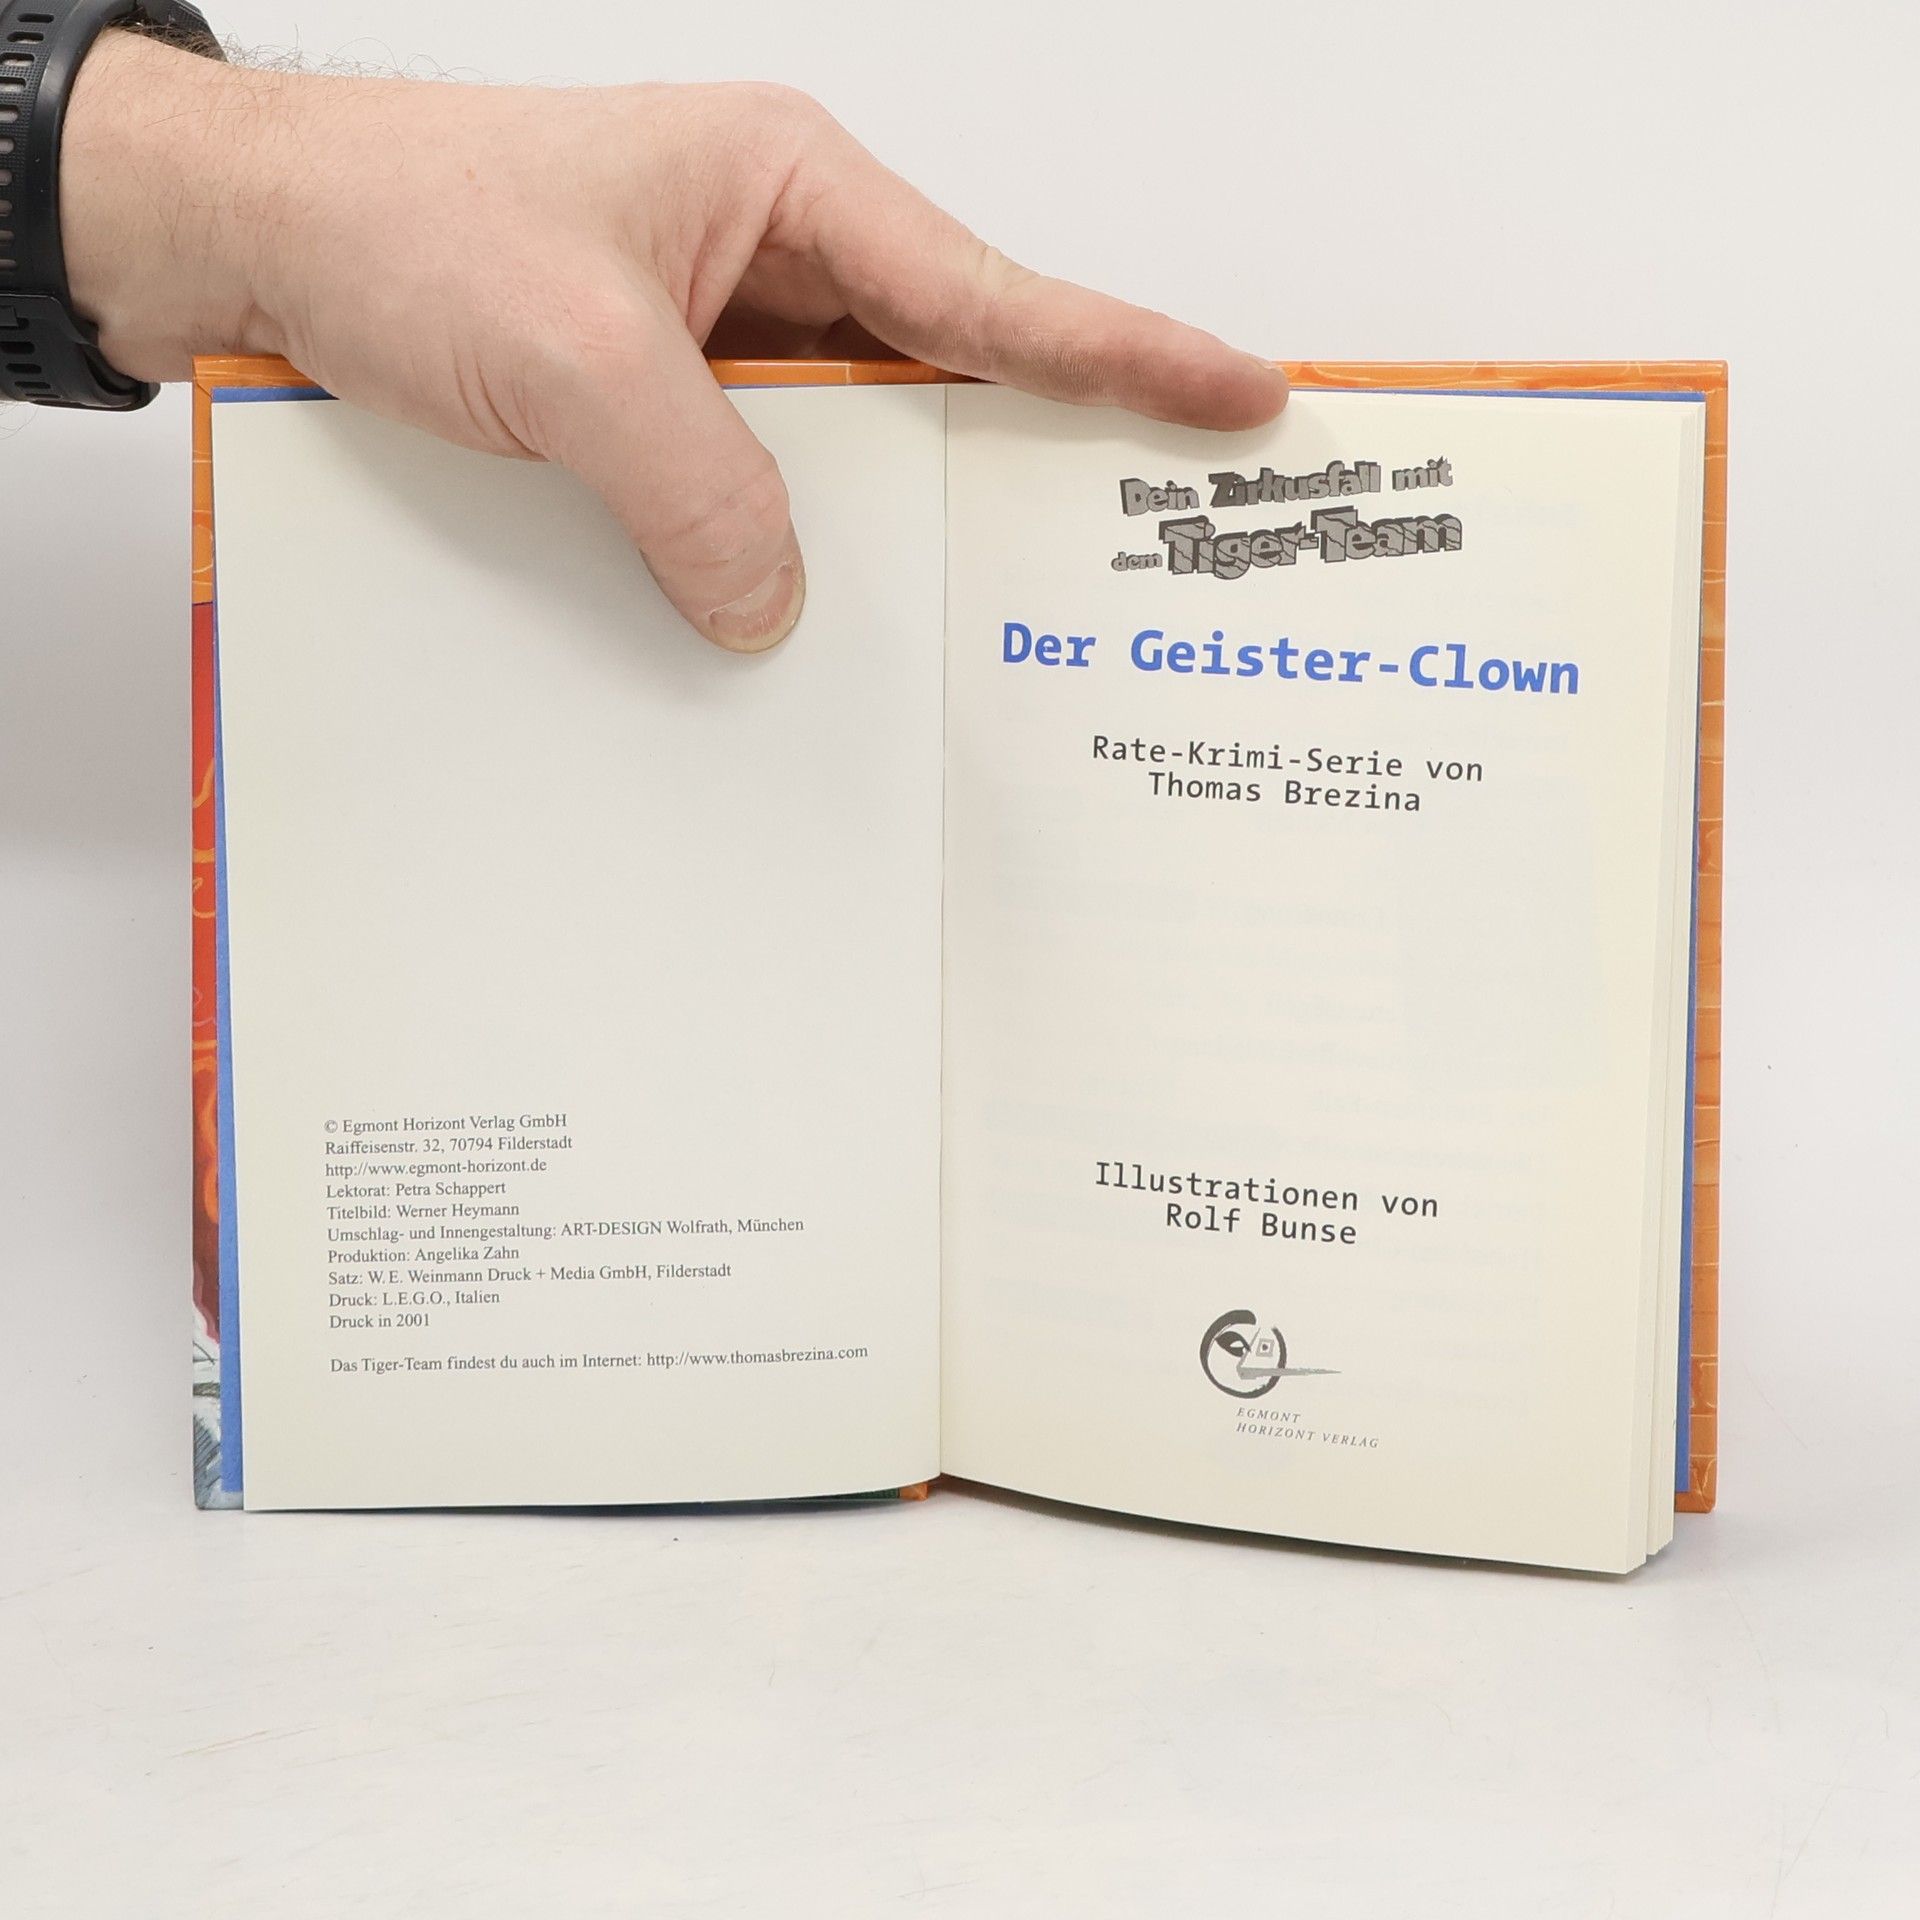 © Egmont Horizont Verlag GmbH
Raiffeisenstr. 32, 70794 Filderstadt
http://www.egmont-horizont.de
Lektorat: Petra Schappert
Titelbild: Werner Heymann
Umschlag- und Innengestaltung: ART-DESIGN Wolfrath, München
Produktion: Angelika Zahn
Satz: W. E. Weinmann Druck + Media GmbH, Filderstadt
Druck: L.E.G.O., Italien
Druck in 2001
Das Tiger-Team findest du auch im Internet: http://www.thomasbrezina.com
Dein Zirkusfall mit
dem Tiger-Team
Der Geister-Clown
Rate-Krimi-Serie von
Thomas Brezina
Illustrationen von
Rolf Bunse
EGMONT
HORIZONT VERLAG